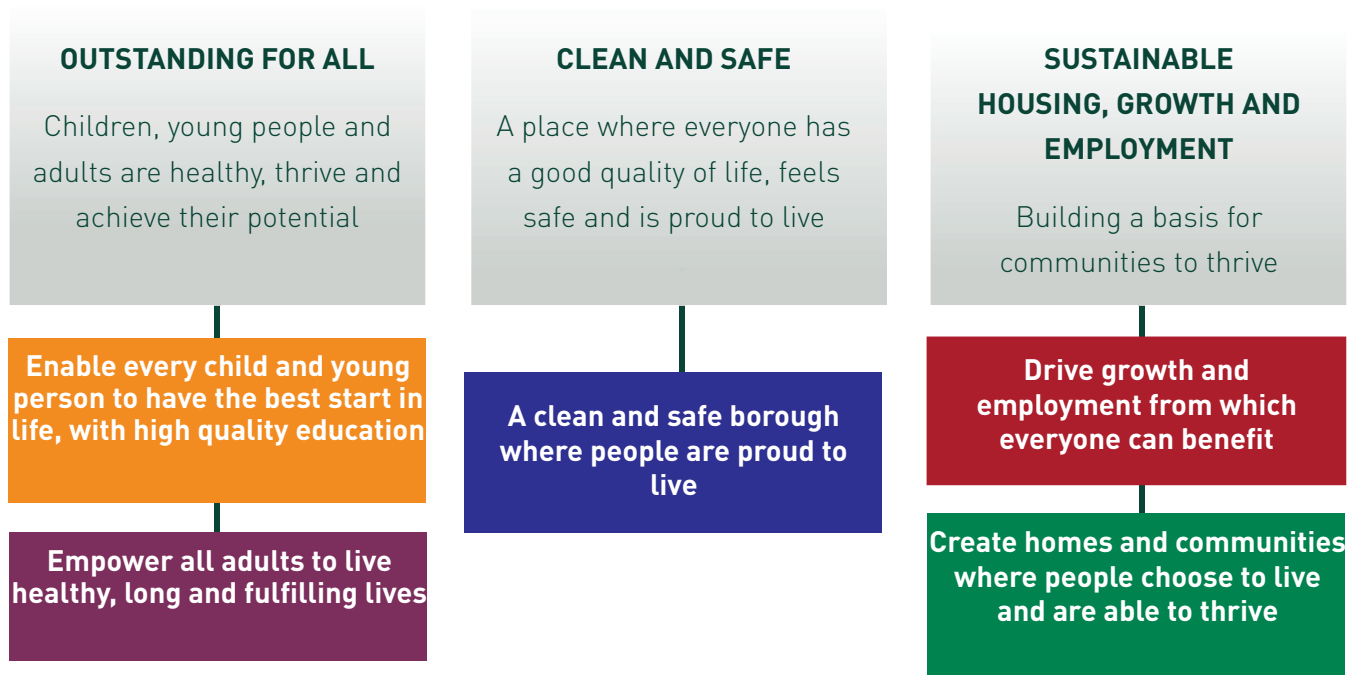 OUTSTANDING FOR ALL
Children, young people and
adults are healthy, thrive and
achieve their potential
Enable every child and young
person to have the best start in
life, with high quality education
Empower all adults to live
healthy, long and fulfilling lives
CLEAN AND SAFE
A place where everyone has
a good quality of life, feels
safe and is proud to live
A clean and safe borough
where people are proud to
live
SUSTAINABLE
HOUSING, GROWTH AND
EMPLOYMENT
Building a basis for
communities to thrive
Drive growth and
employment from which
everyone can benefit
Create homes and communities
where people choose to live
and are able to thrive